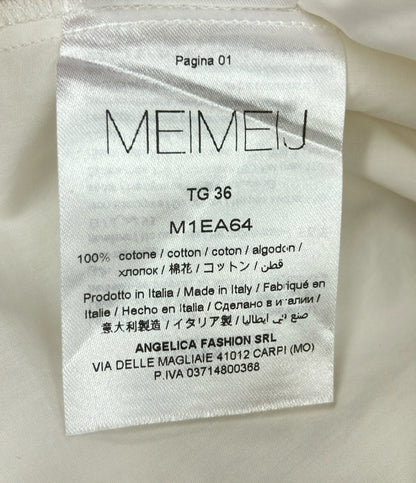 Pagina 01
MEIMEIJ
TG 36
M1EA64
100% cotone / cotton / coton / algodon /
хлопок / 棉花 / コットン / قطن /
Prodotto in Italia / Made in Italy / Fabriqué en
Italie / Hecho en Italia / Сделано в италии /
意大利製造 / イタリア製 / صنع في ايطاليا
ANGELICA FASHION SRL
VIA DELLE MAGLIAIE 41012 CARPI (MO)
P.IVA 03714800368